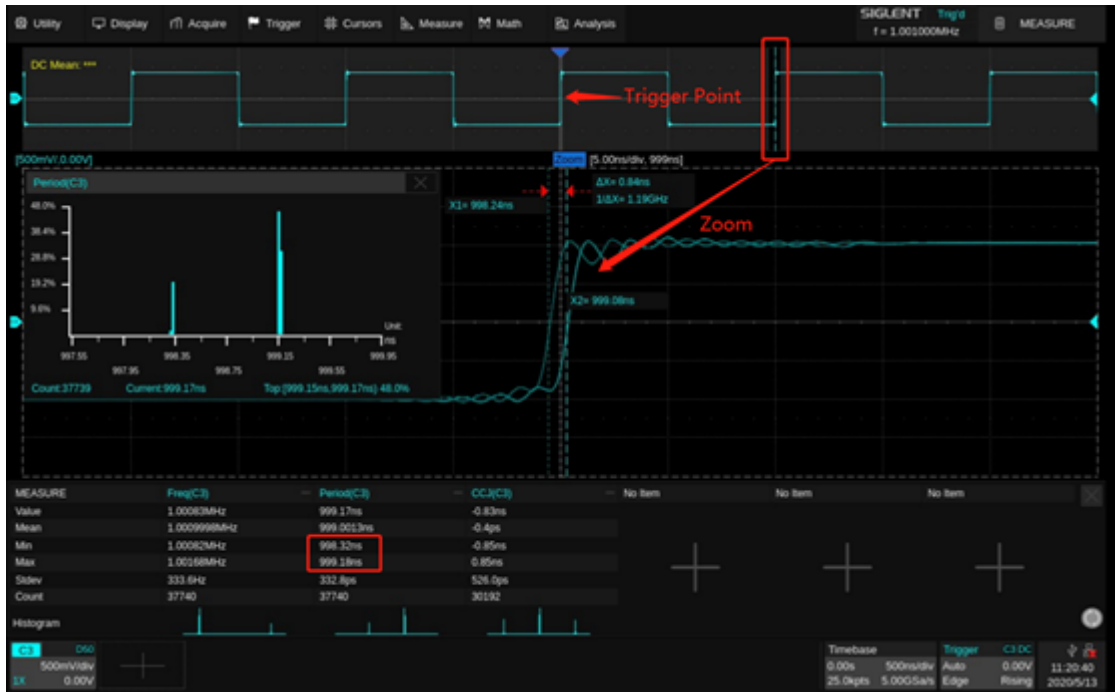 Utility Display Acquire Trigger Cursors Measure Math Analysis SIGLENT Trig'd MEASURE
f = 1.001000MHz
DC Mean: ***
Trigger Point
[500mV/,0.00V] Zoom [5.00ns/div, 999ns]
Period(C3)
ΔX= 0.84ns
1/ΔX= 1.19GHz
X1= 998.24ns
Zoom
X2= 999.08ns
48.0%
38.4%
28.8%
19.2%
9.6%
Unit:
ns
997.55 998.35 999.15 999.95
997.95 998.75 999.55
Count:37739 Current:999.17ns Top:[999.15ns,999.17ns) 48.0%
MEASURE Freq(C3) Period(C3) CCJ(C3) No Item No Item No Item
Value 1.00083MHz 999.17ns -0.83ns
Mean 1.0009998MHz 999.0013ns -0.4ps
Min 1.00082MHz 998.32ns -0.85ns
Max 1.00168MHz 999.18ns 0.85ns
Stdev 333.6Hz 332.8ps 526.0ps
Count 37740 37740 30192
Histogram
C3 D50 Timebase Trigger C3 DC
500mV/div 0.00s 500ns/div Auto 0.00V 11:20:40
1X 0.00V 25.0kpts 5.00GSa/s Edge Rising 2020/5/13